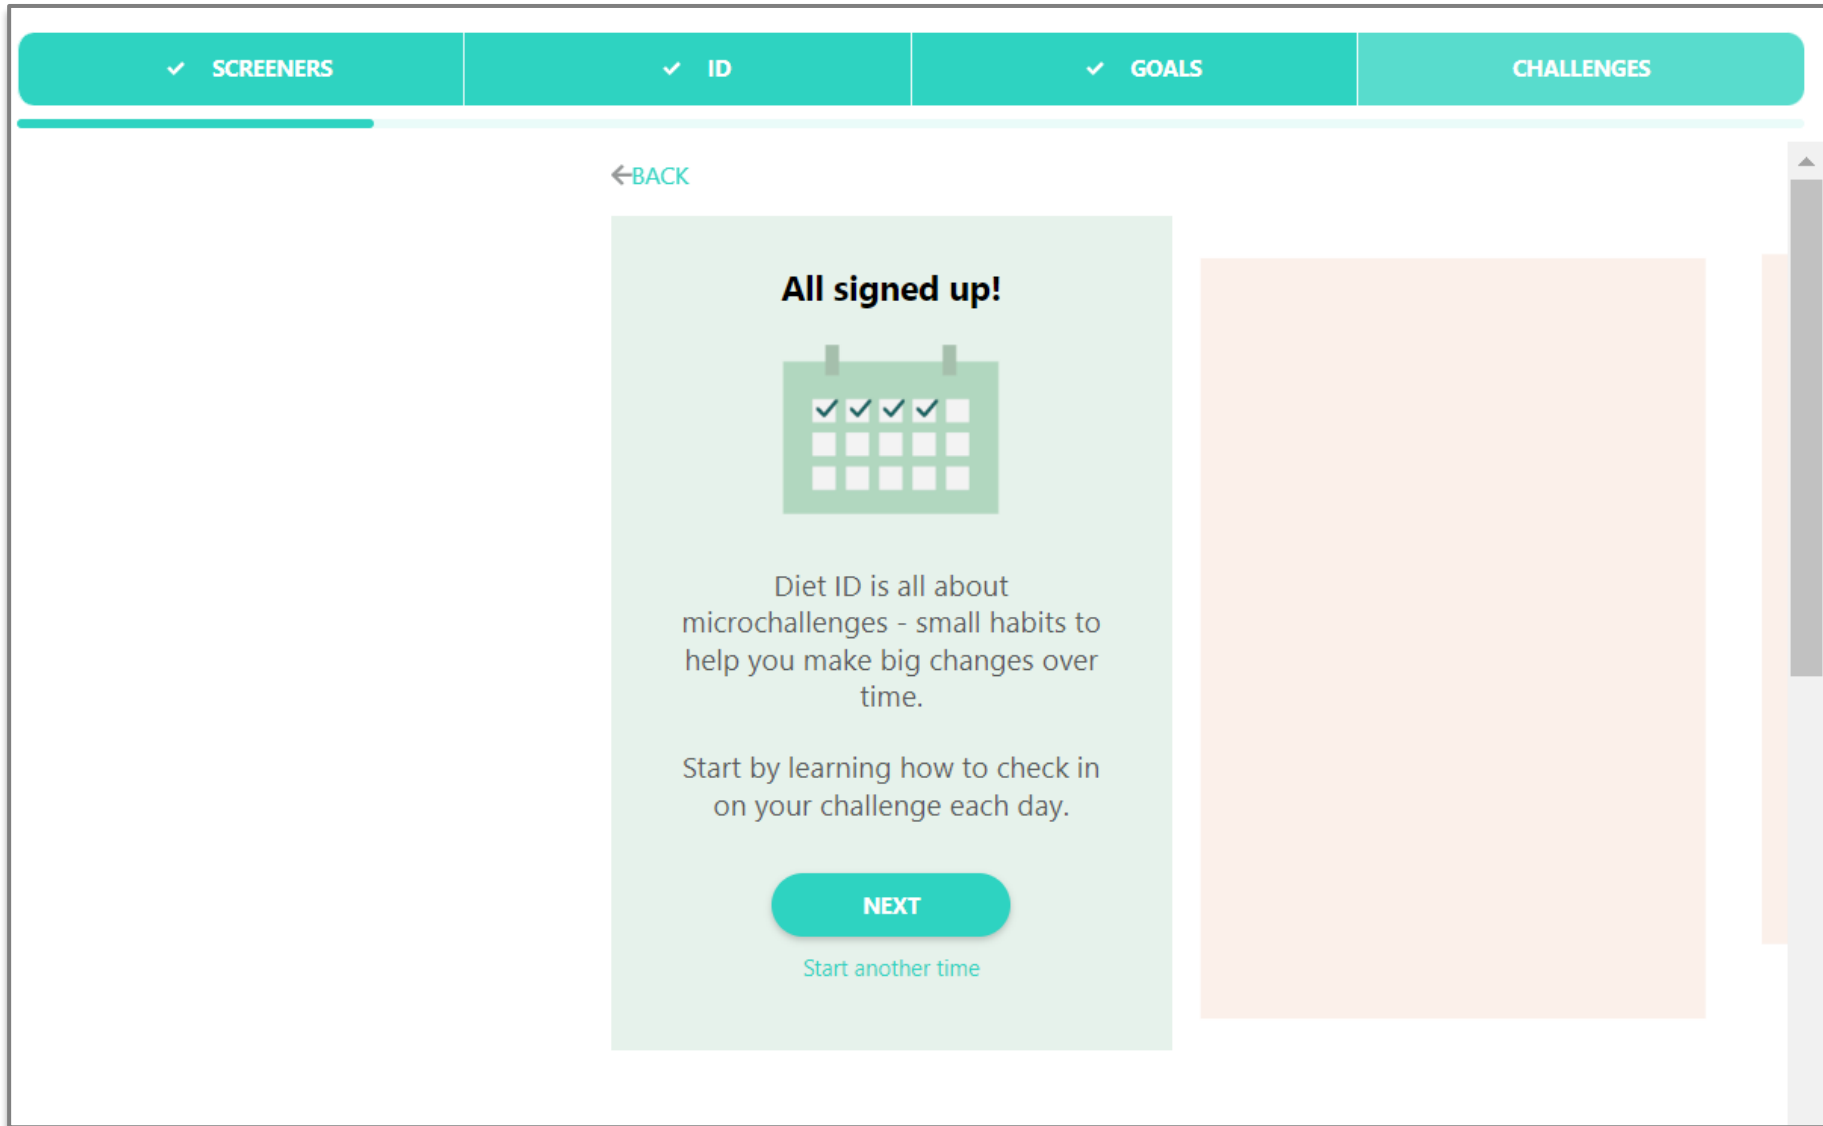 SCREENERS
ID
GOALS
CHALLENGES
BACK
All signed up!
Diet ID is all about
microchallenges - small habits to
help you make big changes over
time.
Start by learning how to check in
on your challenge each day.
NEXT
Start another time